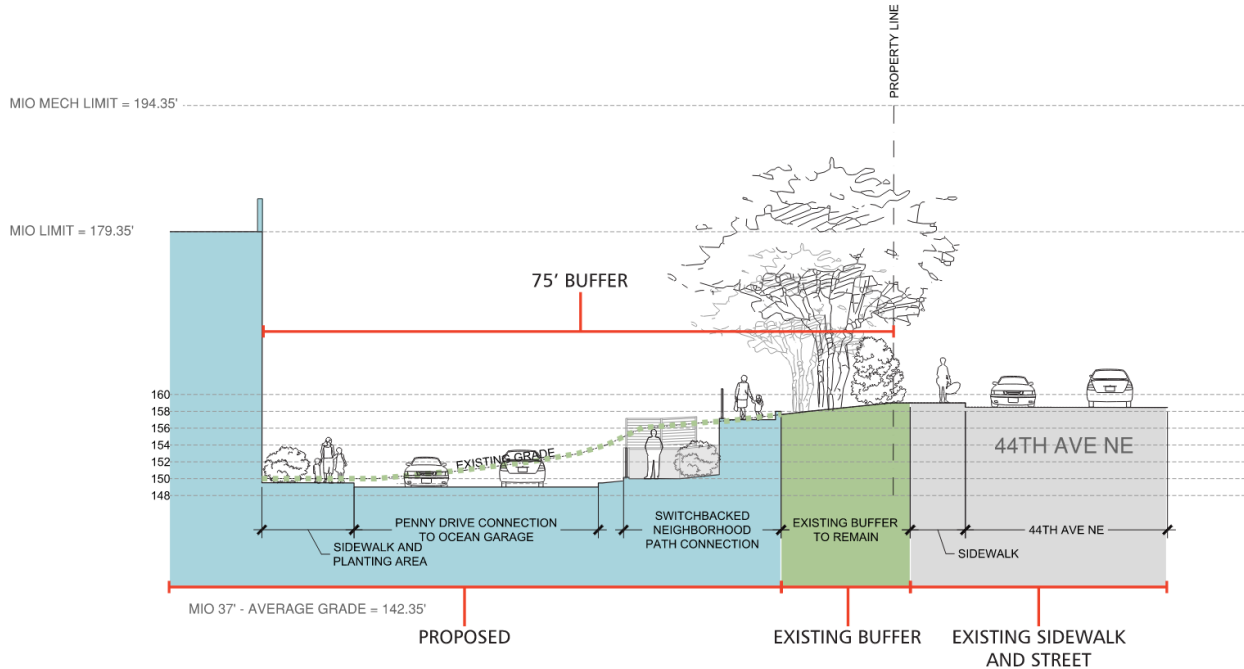 PROPERTY LINE
MIO MECH LIMIT = 194.35'
MIO LIMIT = 179.35'
75' BUFFER
160
158
156
154
152
150
148
EXISTING GRADE
44TH AVE NE
SIDEWALK AND
PLANTING AREA
PENNY DRIVE CONNECTION
TO OCEAN GARAGE
SWITCHBACKED
NEIGHBORHOOD
PATH CONNECTION
EXISTING BUFFER
TO REMAIN
SIDEWALK
44TH AVE NE
MIO 37' - AVERAGE GRADE = 142.35'
PROPOSED
EXISTING BUFFER
EXISTING SIDEWALK
AND STREET